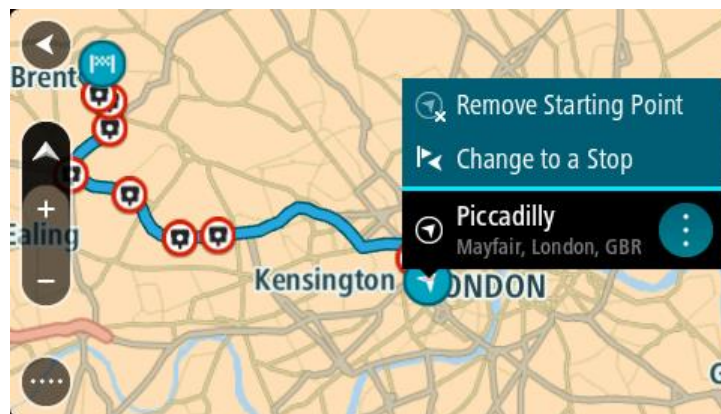 Brent
Remove Starting Point
Change to a Stop
Piccadilly
Mayfair, London, GBR
Ealing
Kensington
ONDON
G